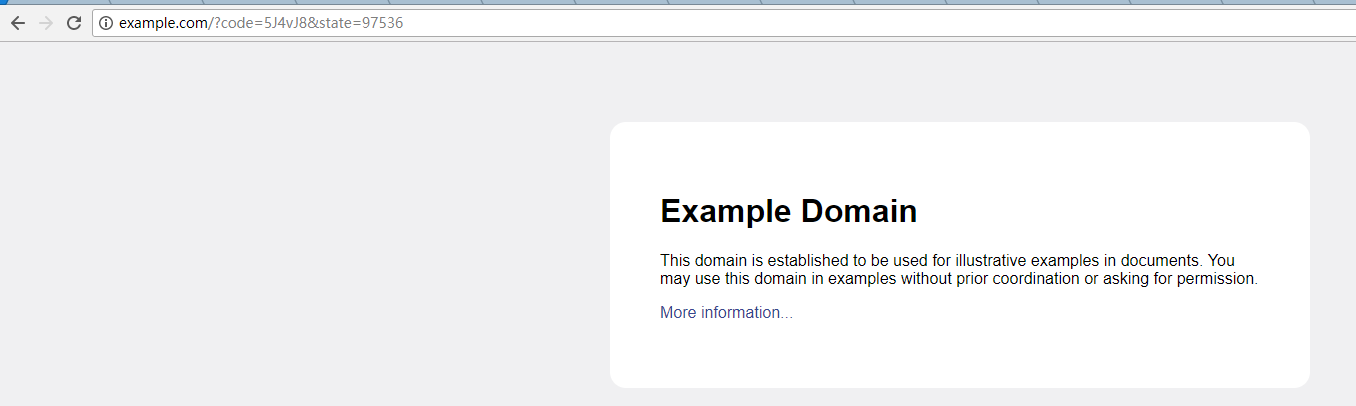 example.com/?code=5J4vJ8&state=97536
Example Domain
This domain is established to be used for illustrative examples in documents. You
may use this domain in examples without prior coordination or asking for permission.
More information...